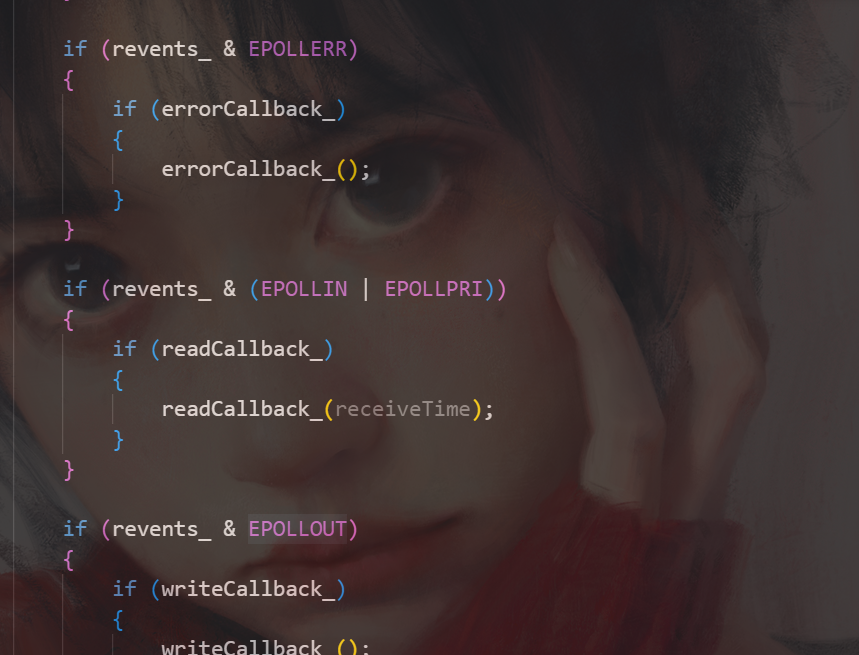 }
if (revents_ & EPOLLERR)
{
if (errorCallback_)
{
errorCallback_();
}
}
if (revents_ & (EPOLLIN | EPOLLPRI))
{
if (readCallback_)
{
readCallback_(receiveTime);
}
}
if (revents_ & EPOLLOUT)
{
if (writeCallback_)
{
writeCallback_();